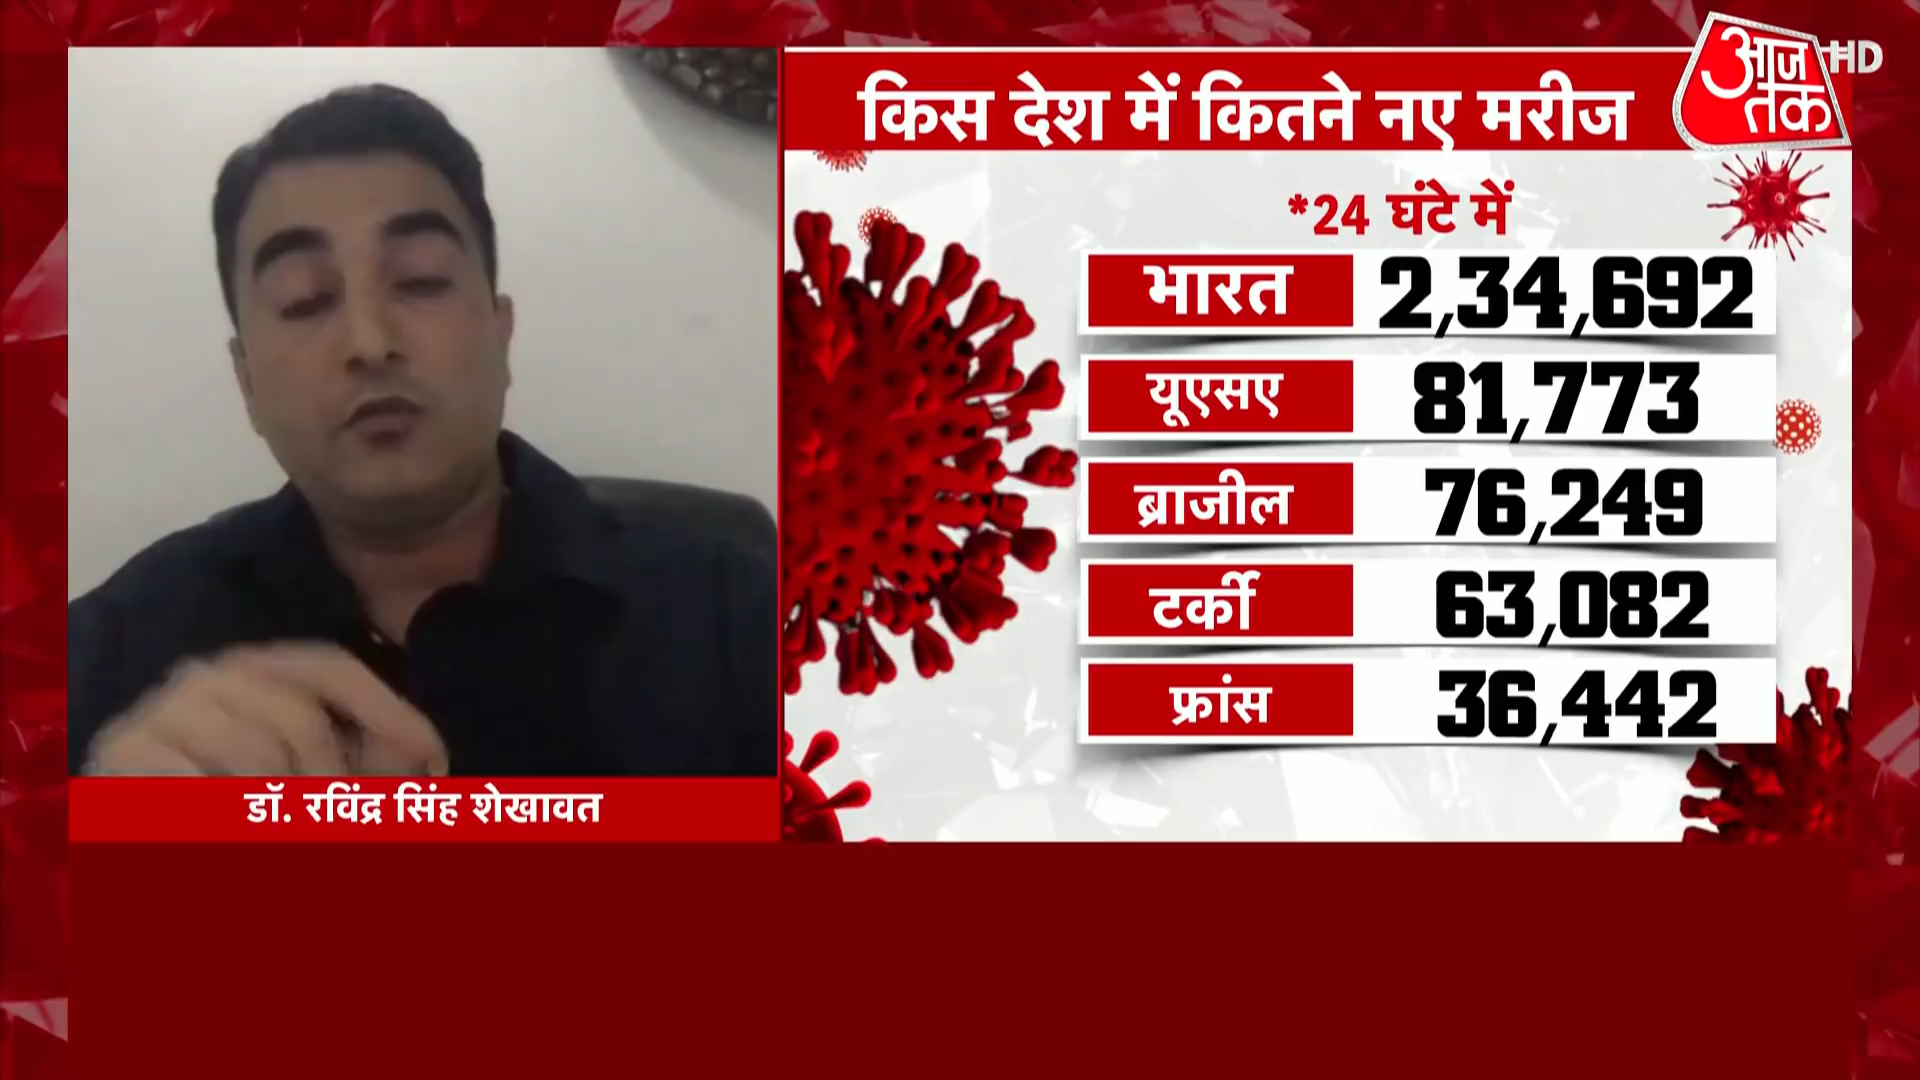 आज
तक
HD
किस देश में कितने नए मरीज
*24 घंटे में
भारत 2,34,692
यूएसए 81,773
ब्राजील 76,249
टर्की 63,082
फ्रांस 36,442
डॉ. रविंद्र सिंह शेखावत